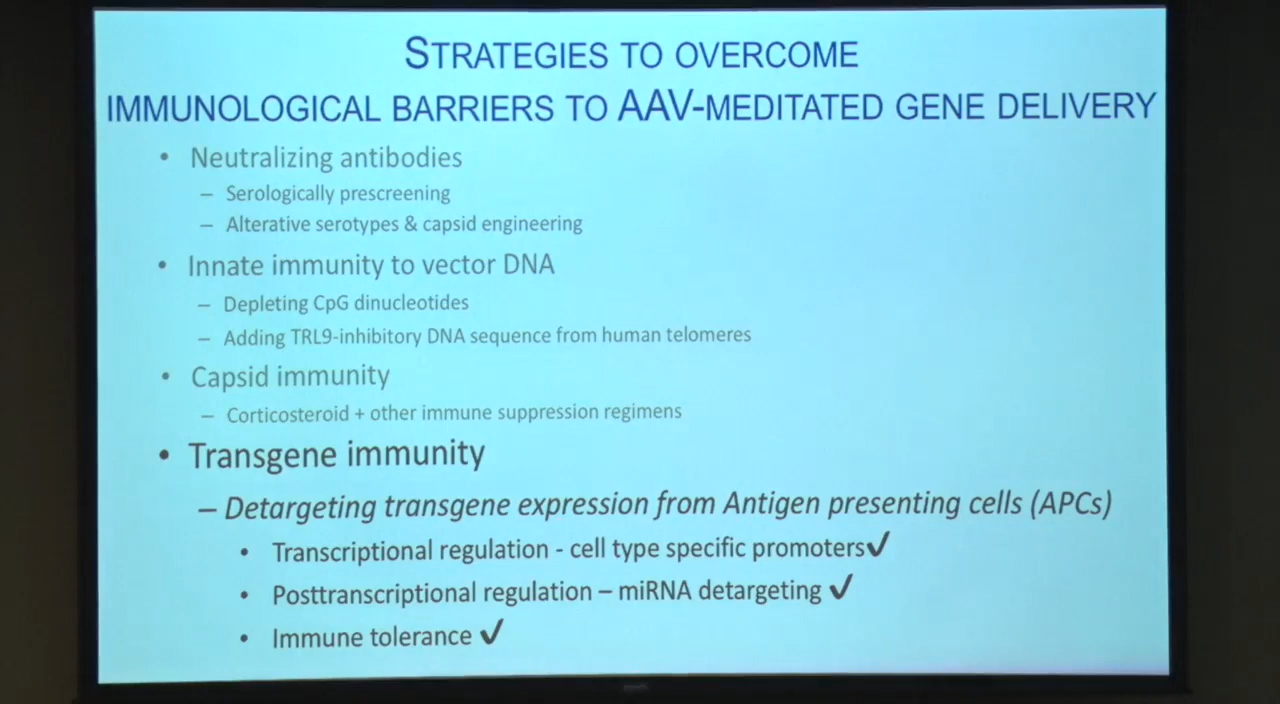 STRATEGIES TO OVERCOME
IMMUNOLOGICAL BARRIERS TO AAV-MEDITATED GENE DELIVERY
• Neutralizing antibodies
– Serologically prescreening
– Alterative serotypes & capsid engineering
• Innate immunity to vector DNA
– Depleting CpG dinucleotides
– Adding TRL9-inhibitory DNA sequence from human telomeres
• Capsid immunity
– Corticosteroid + other immune suppression regimens
• Transgene immunity
– Detargeting transgene expression from Antigen presenting cells (APCs)
• Transcriptional regulation - cell type specific promoters✔
• Posttranscriptional regulation – miRNA detargeting ✔
• Immune tolerance ✔